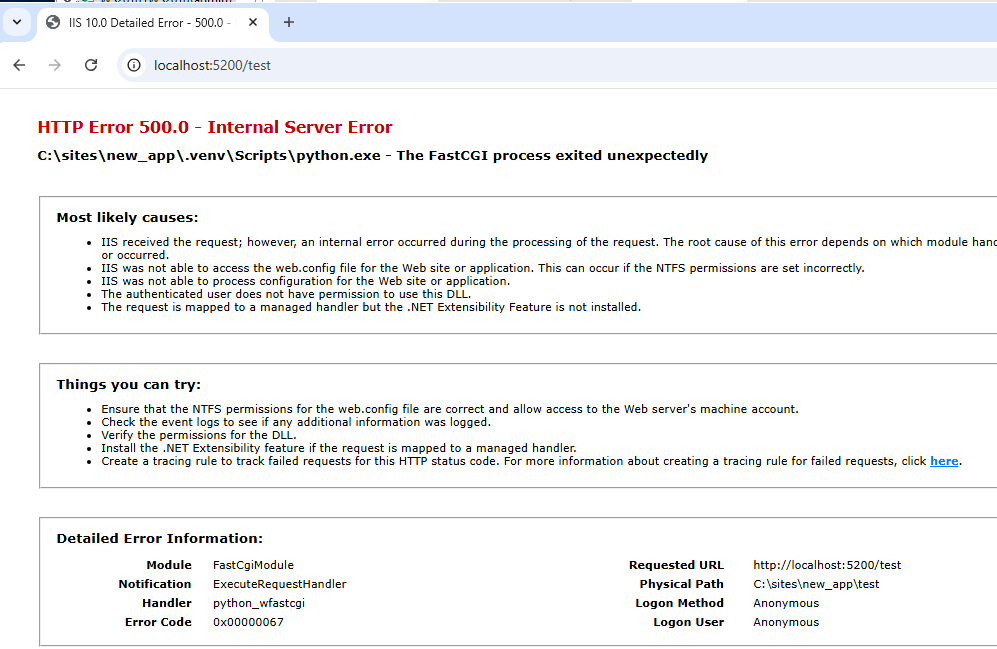 IIS 10.0 Detailed Error - 500.0 -
localhost:5200/test
HTTP Error 500.0 - Internal Server Error
C:\sites\new_app\.venv\Scripts\python.exe - The FastCGI process exited unexpectedly
Most likely causes:
• IIS received the request; however, an internal error occurred during the processing of the request. The root cause of this error depends on which module
or occurred.
• IIS was not able to access the web.config file for the Web site or application. This can occur if the NTFS permissions are set incorrectly.
• IIS was not able to process configuration for the Web site or application.
• The authenticated user does not have permission to use this DLL.
• The request is mapped to a managed handler but the .NET Extensibility Feature is not installed.
Things you can try:
• Ensure that the NTFS permissions for the web.config file are correct and allow access to the Web server's machine account.
• Check the event logs to see if any additional information was logged.
• Verify the permissions for the DLL.
• Install the .NET Extensibility feature if the request is mapped to a managed handler.
• Create a tracing rule to track failed requests for this HTTP status code. For more information about creating a tracing rule for failed requests, click here.
Detailed Error Information:
Module FastCgiModule Requested URL http://localhost:5200/test
Notification ExecuteRequestHandler Physical Path C:\sites\new_app\test
Handler python_wfastcgi Logon Method Anonymous
Error Code 0x00000067 Logon User Anonymous